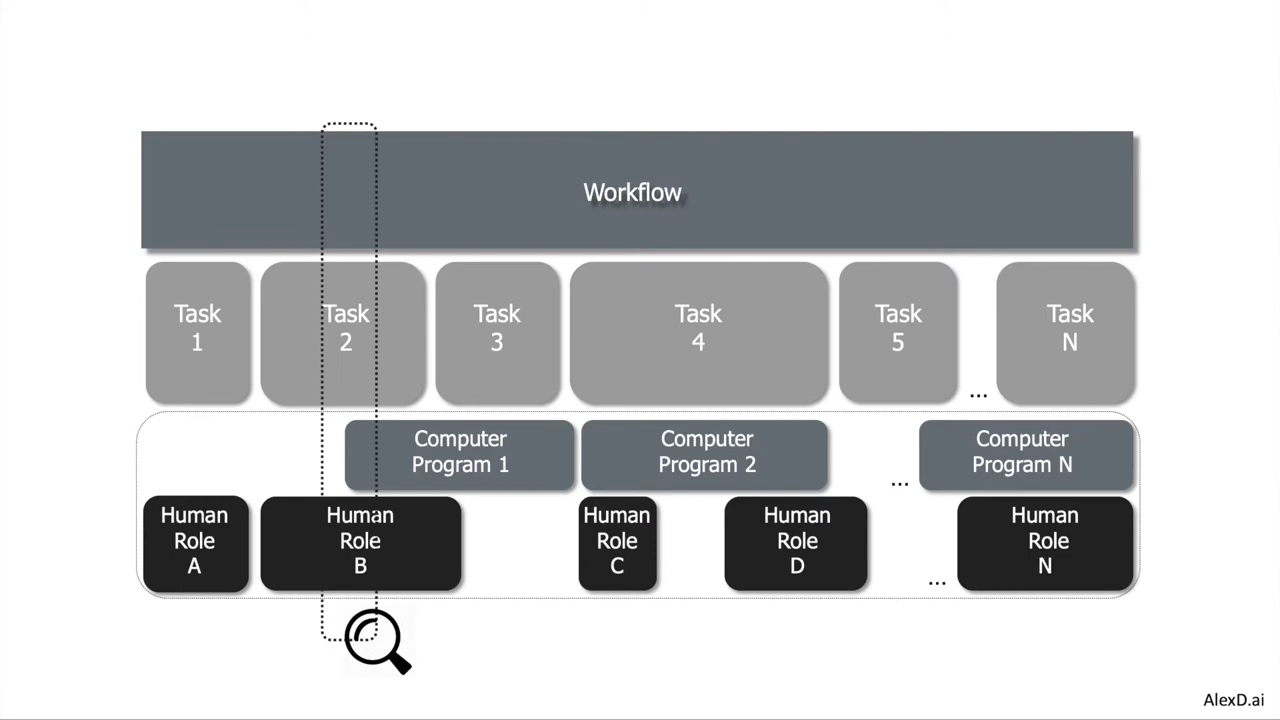 Workflow
Task
1
Task
2
Task
3
Task
4
Task
5
...
Task
N
Computer
Program 1
Computer
Program 2
...
Computer
Program N
Human
Role
A
Human
Role
B
Human
Role
C
Human
Role
D
...
Human
Role
N
AlexD.ai